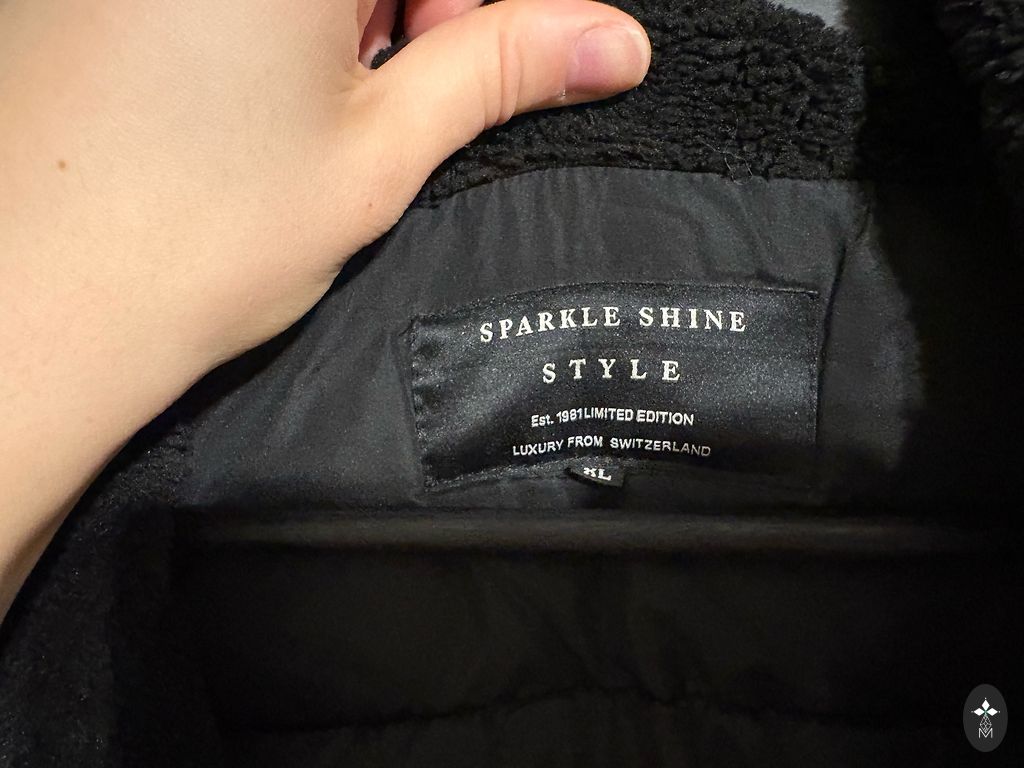 SPARKLE SHINE
STYLE
Est. 1981 LIMITED EDITION
LUXURY FROM SWITZERLAND
XL
M